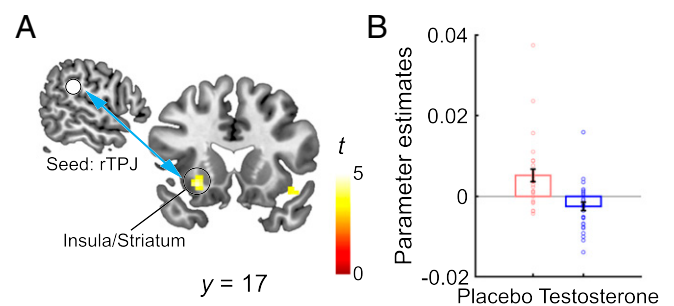 A
B
Seed: rTPJ
Insula/Striatum
y = 17
t
5
0
Parameter estimates
0.04
0.02
0
-0.02
Placebo Testosterone